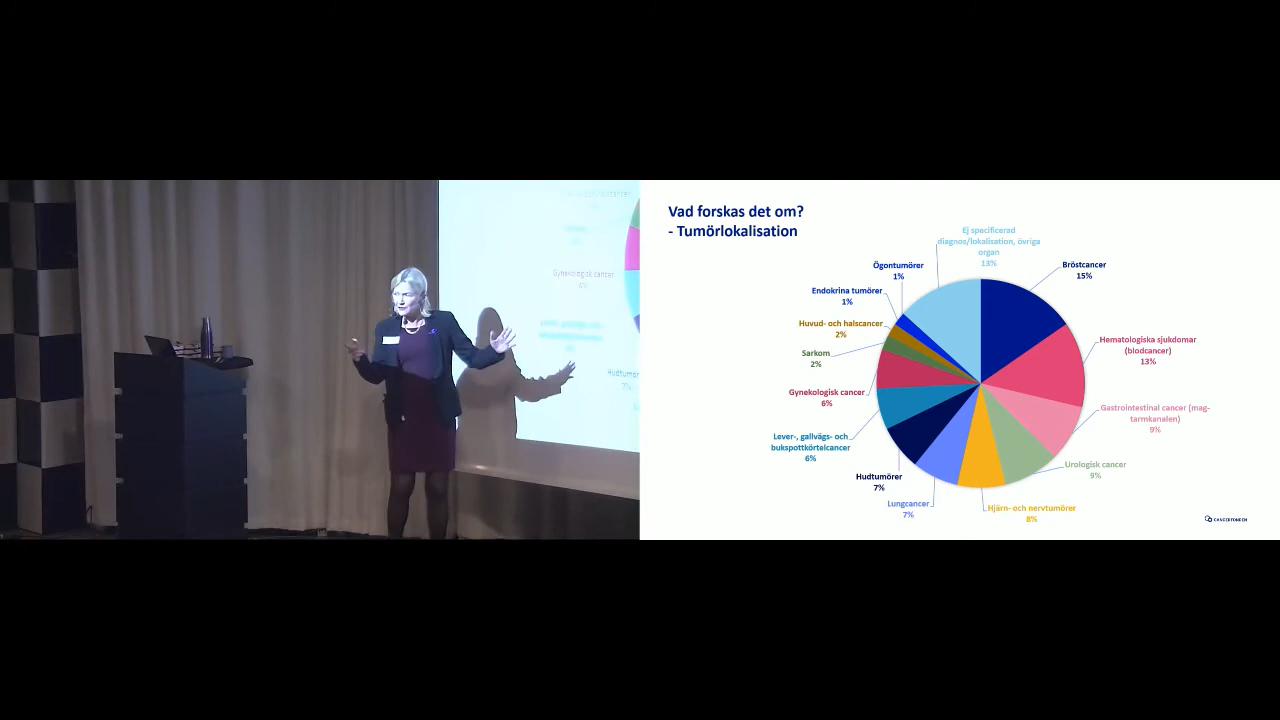 Vad forskas det om?
- Tumörlokalisation
Ej specificerad
diagnos/lokalisation, övriga
organ
13%
Bröstcancer
15%
Hematologiska sjukdomar
(blodcancer)
13%
Gastrointestinal cancer (mag-
tarmkanalen)
9%
Urologisk cancer
9%
Hjärn- och nervtumörer
8%
Lungcancer
7%
Hudtumörer
7%
Lever-, gallvägs- och
bukspottkörtelcancer
6%
Gynekologisk cancer
6%
Sarkom
2%
Huvud- och halscancer
2%
Endokrina tumörer
1%
Ögontumörer
1%
CANCERFONDEN
Gynekologisk cancer
6%
Hudtumörer
7%